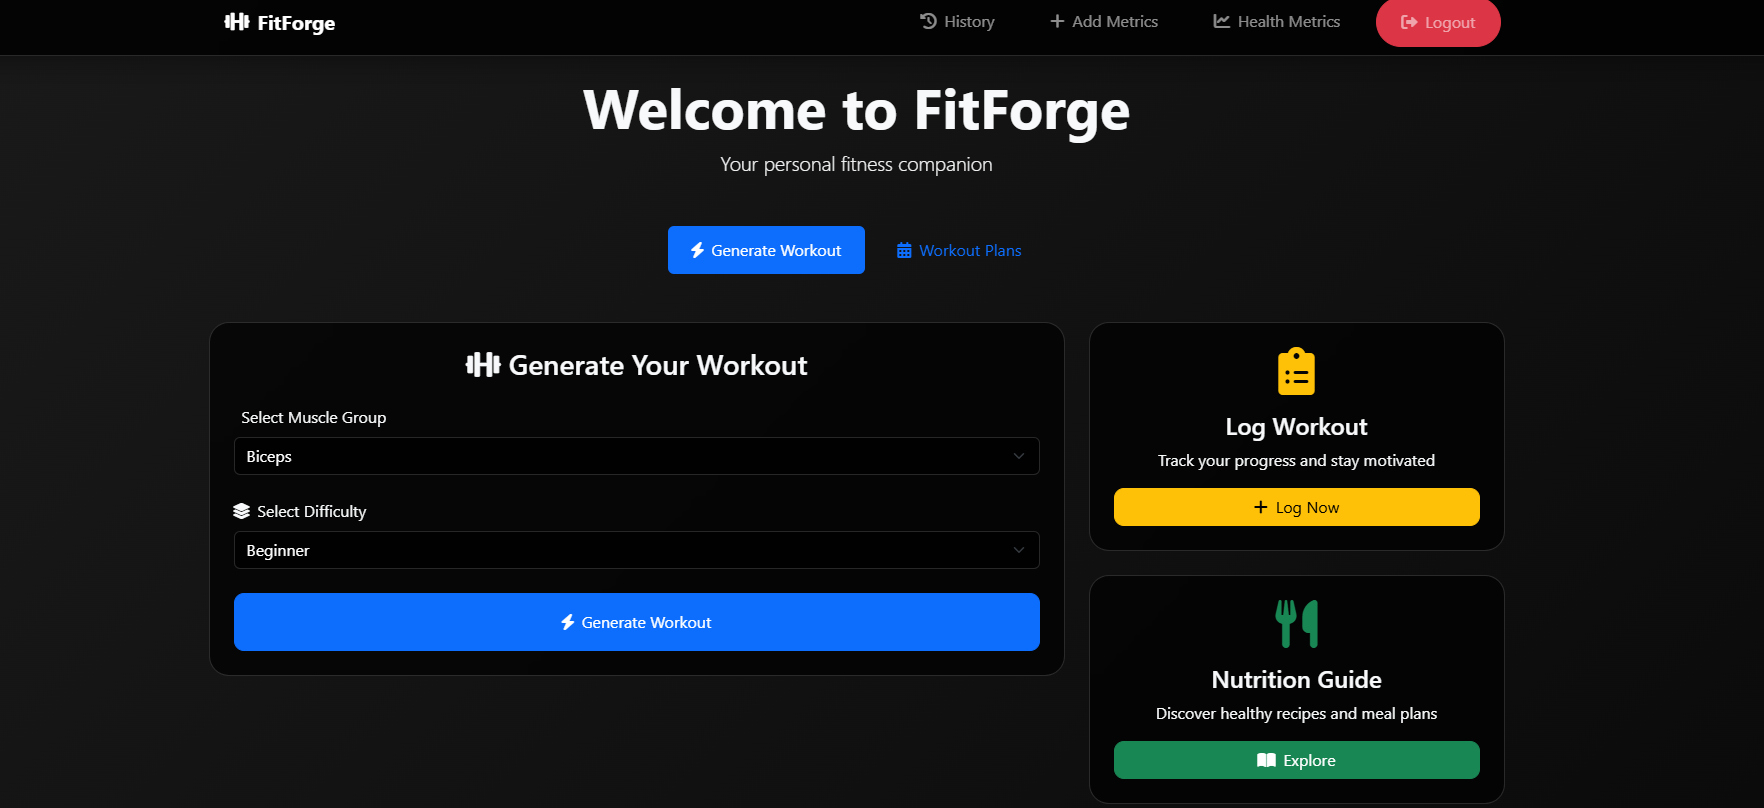 FitForge
History
Add Metrics
Health Metrics
Logout
Welcome to FitForge
Your personal fitness companion
Generate Workout
Workout Plans
Generate Your Workout
Select Muscle Group
Biceps
Select Difficulty
Beginner
Generate Workout
Log Workout
Track your progress and stay motivated
Log Now
Nutrition Guide
Discover healthy recipes and meal plans
Explore